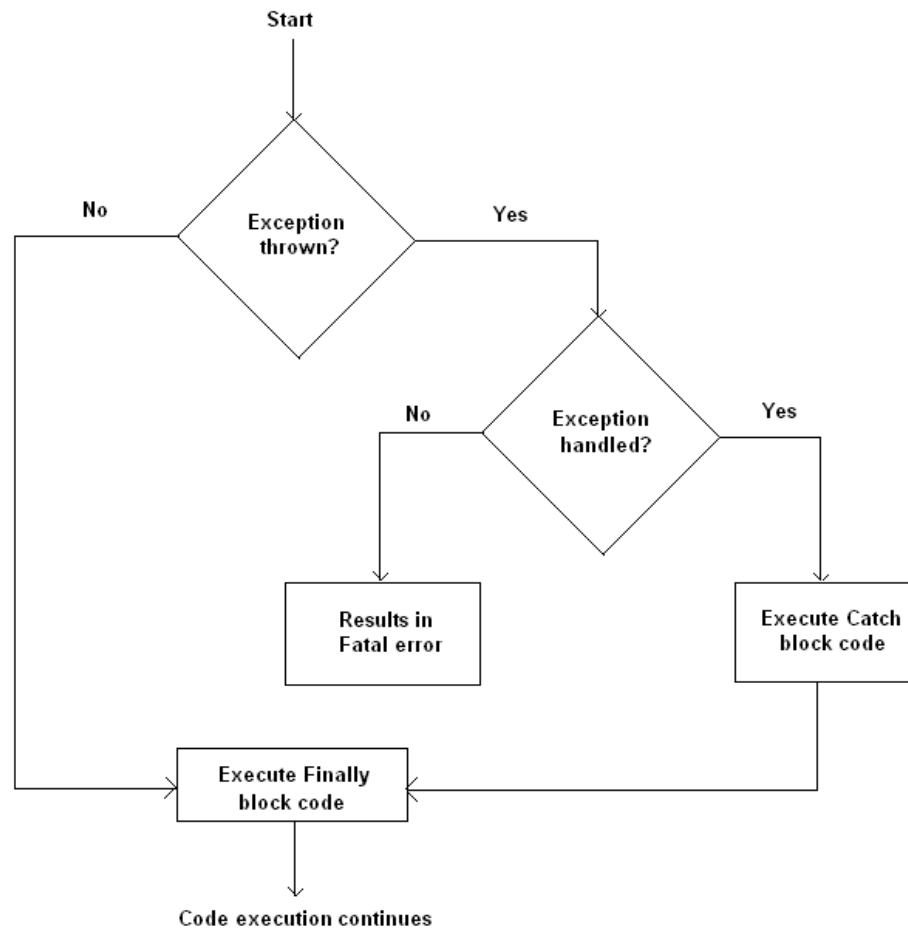 Start
No
Exception
thrown?
Yes
No
Exception
handled?
Yes
Results in
Fatal error
Execute Catch
block code
Execute Finally
block code
Code execution continues